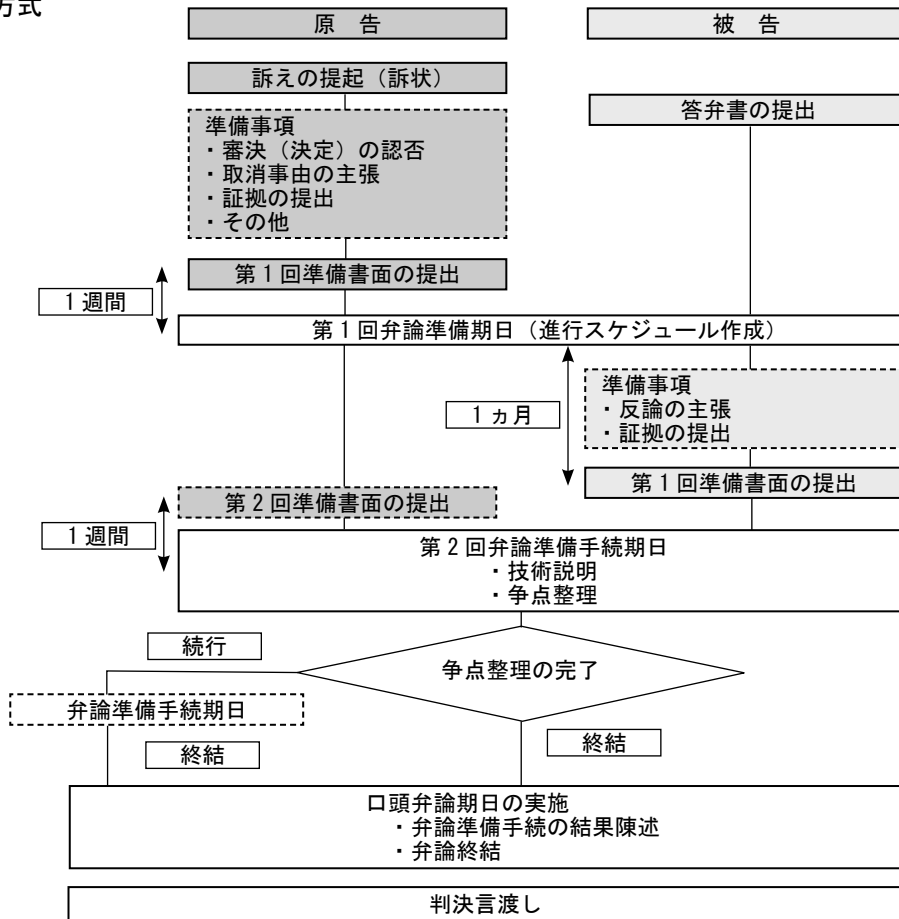 方式
原　告
被　告
訴えの提起（訴状）
答弁書の提出
準備事項
・審決（決定）の認否
・取消事由の主張
・証拠の提出
・その他
第１回準備書面の提出
１週間
第１回弁論準備期日（進行スケジュール作成）
準備事項
・反論の主張
・証拠の提出
１ヵ月
第１回準備書面の提出
第２回準備書面の提出
１週間
第２回弁論準備手続期日
・技術説明
・争点整理
続行
争点整理の完了
弁論準備手続期日
終結
終結
口頭弁論期日の実施
・弁論準備手続の結果陳述
・弁論終結
判決言渡し